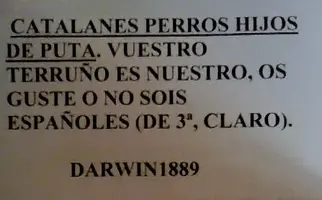 CATALANES PERROS HIJOS
DE PUTA. VUESTRO
TERRUÑO ES NUESTRO, OS
GUSTE O NO SOIS
ESPAÑOLES (DE 3ª, CLARO).
DARWIN1889